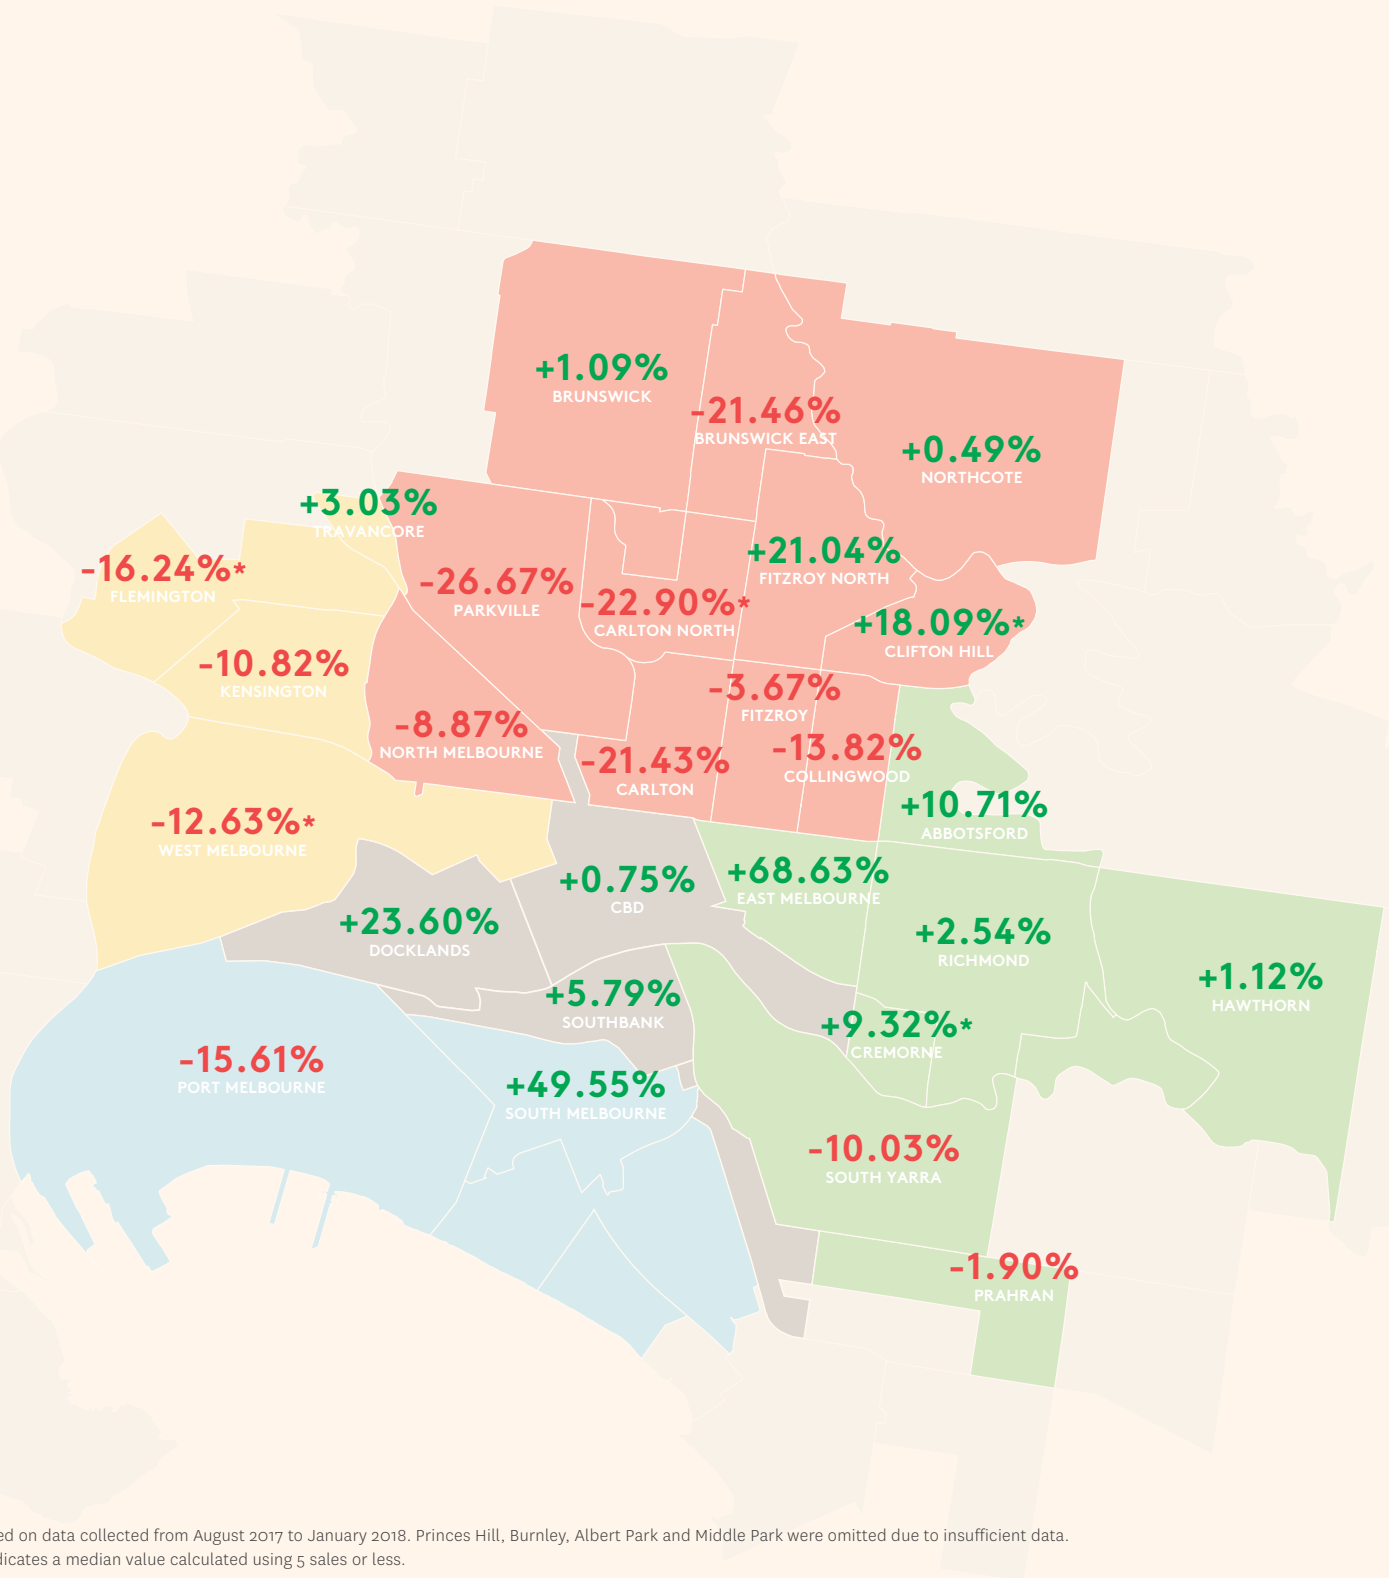 +1.09%
BRUNSWICK
-21.46%
BRUNSWICK EAST
+0.49%
NORTHCOTE
+3.03%
TRAVANCORE
-16.24%*
FLEMINGTON
-26.67%
PARKVILLE
-22.90%*
CARLTON NORTH
+21.04%
FITZROY NORTH
+18.09%*
CLIFTON HILL
-10.82%
KENSINGTON
-8.87%
NORTH MELBOURNE
-21.43%
CARLTON
-3.67%
FITZROY
-13.82%
COLLINGWOOD
+10.71%
ABBOTSFORD
-12.63%*
WEST MELBOURNE
+23.60%
DOCKLANDS
+0.75%
CBD
+68.63%
EAST MELBOURNE
+2.54%
RICHMOND
+1.12%
HAWTHORN
+5.79%
SOUTHBANK
+9.32%*
CREMORNE
-15.61%
PORT MELBOURNE
+49.55%
SOUTH MELBOURNE
-10.03%
SOUTH YARRA
-1.90%
PRAHRAN
ed on data collected from August 2017 to January 2018. Princes Hill, Burnley, Albert Park and Middle Park were omitted due to insufficient data.
dicates a median value calculated using 5 sales or less.